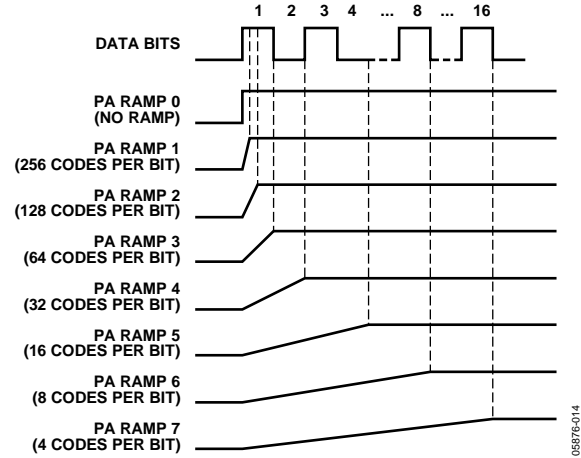 1 2 3 4 ... 8 ... 16
DATA BITS
PA RAMP 0
(NO RAMP)
PA RAMP 1
(256 CODES PER BIT)
PA RAMP 2
(128 CODES PER BIT)
PA RAMP 3
(64 CODES PER BIT)
PA RAMP 4
(32 CODES PER BIT)
PA RAMP 5
(16 CODES PER BIT)
PA RAMP 6
(8 CODES PER BIT)
PA RAMP 7
(4 CODES PER BIT)
05876-014